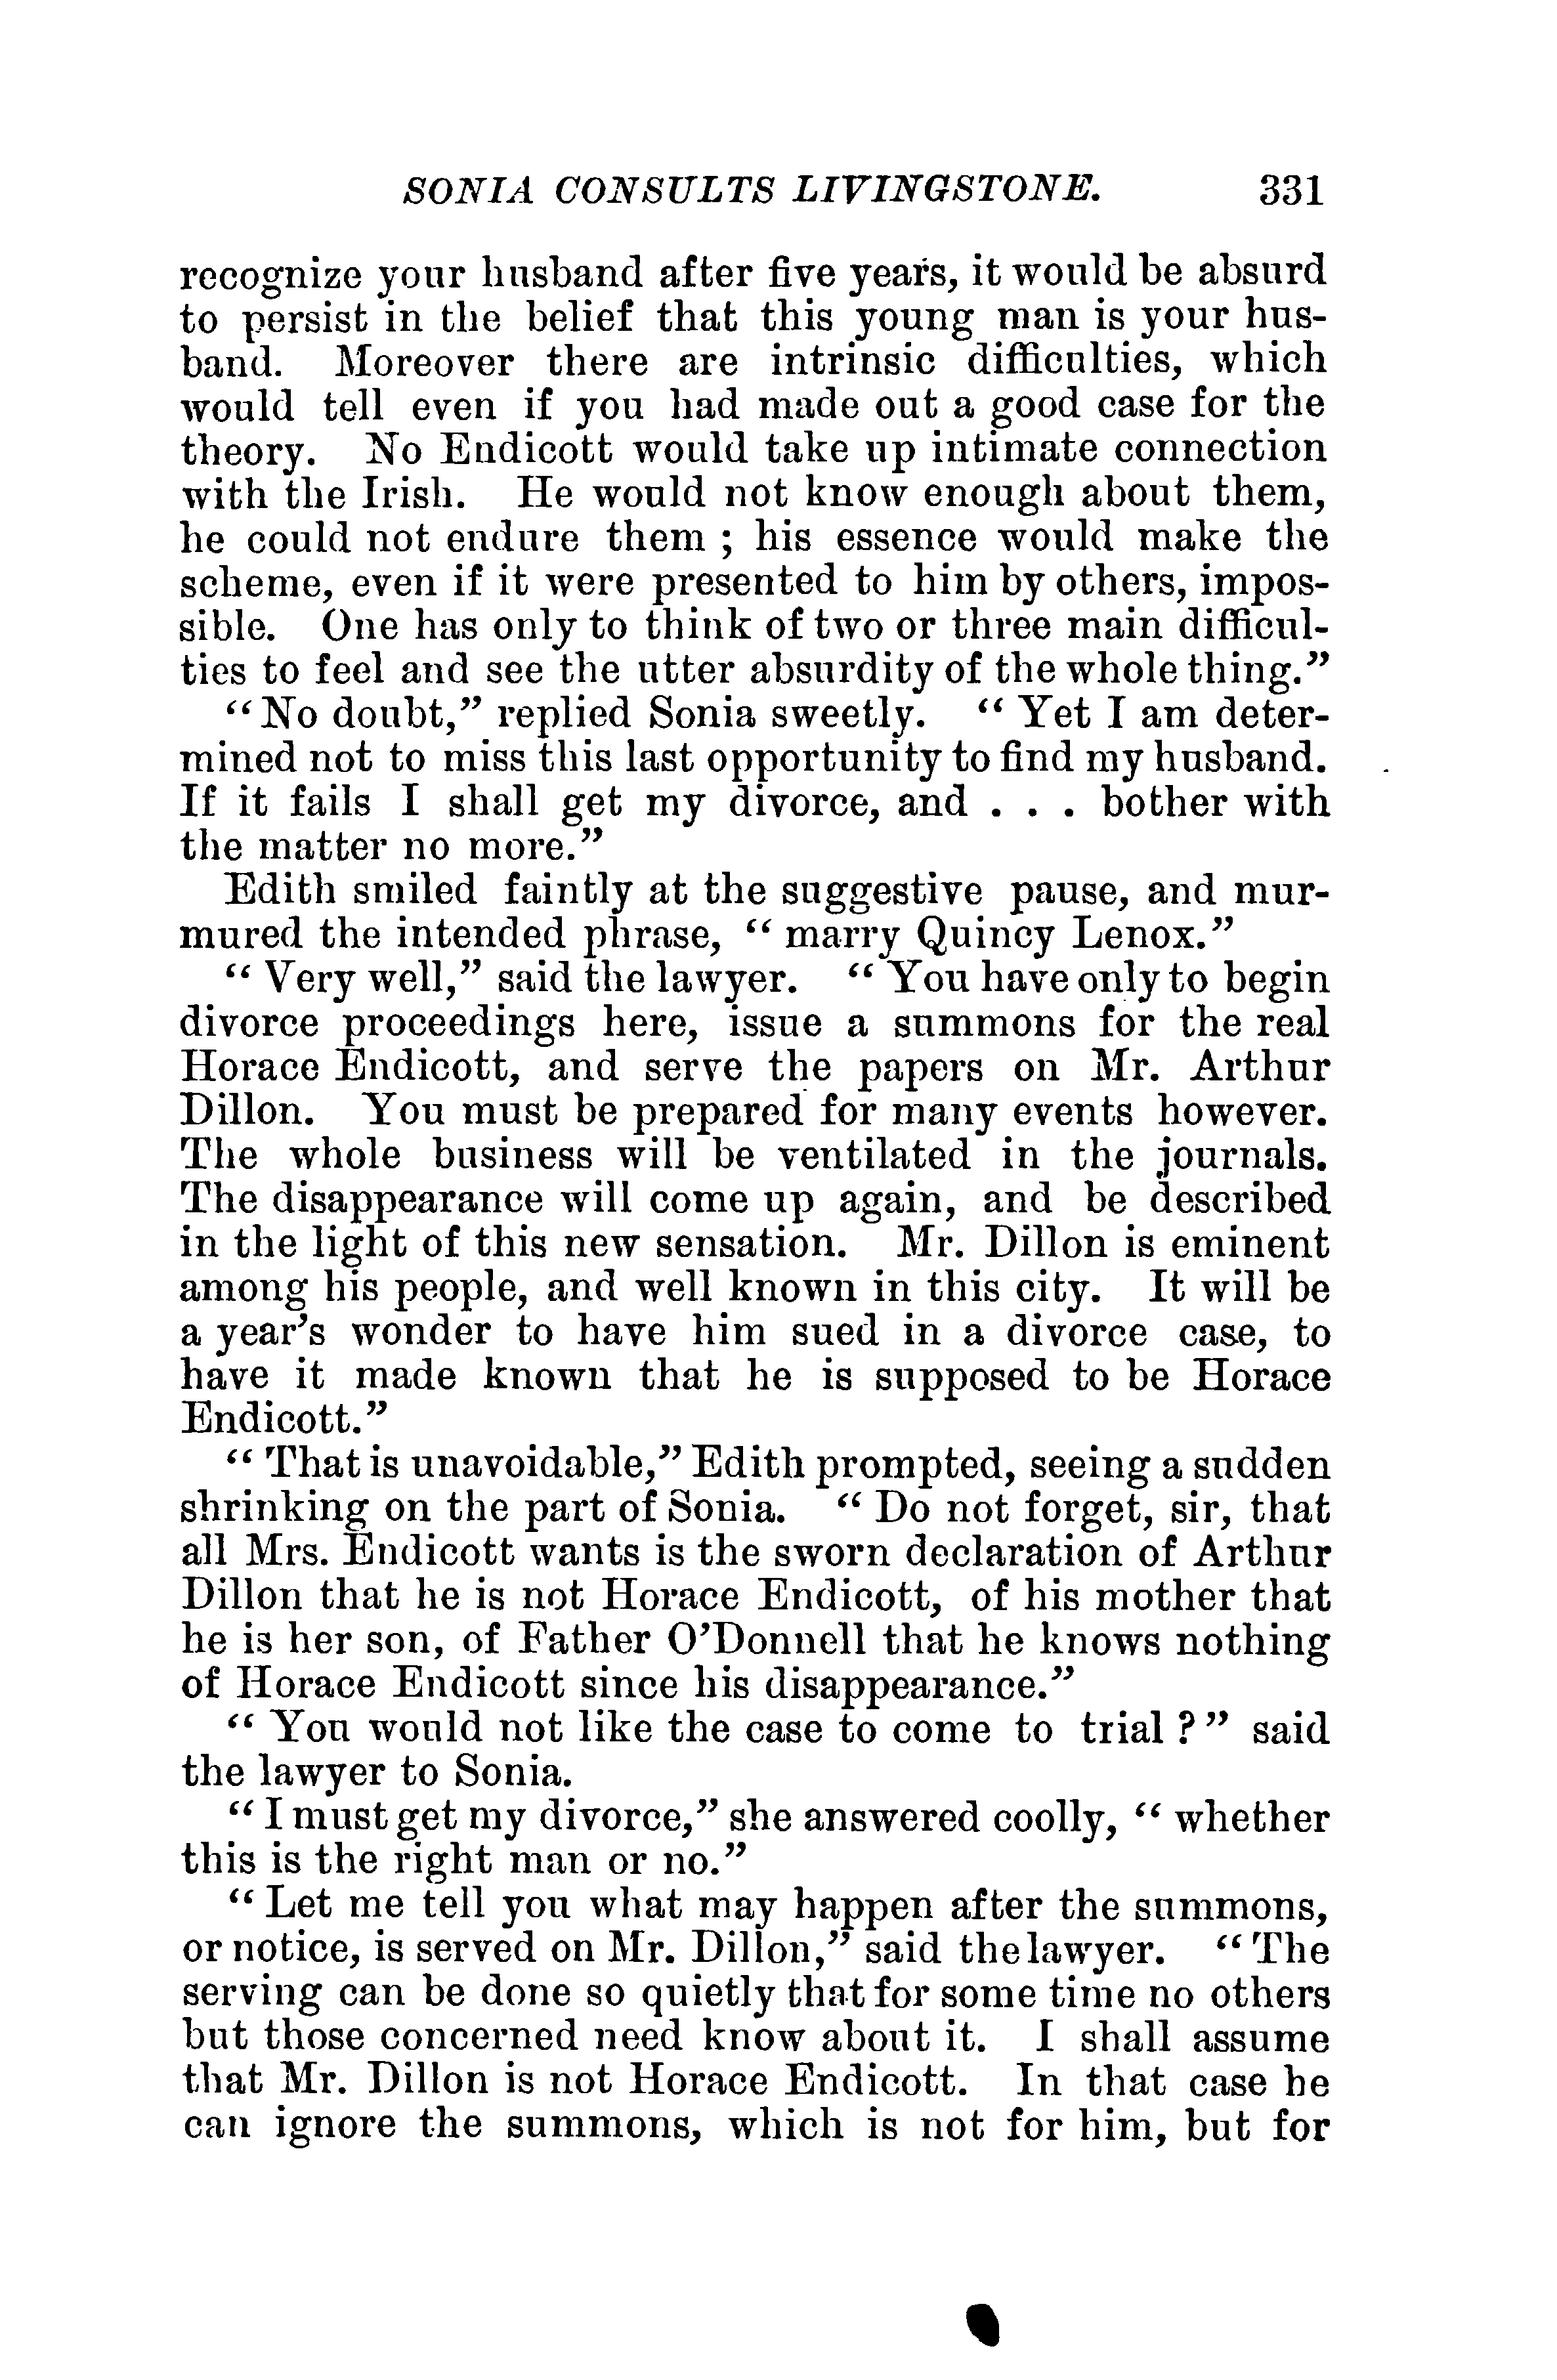 SONIA CONSULTS LIVINGSTONE. 331
recognize your husband after five years, it would be absurd
to persist in the belief that this young man is your hus-
band. Moreover there are intrinsic difficulties, which
would tell even if you had made out a good case for the
theory. No Endicott would take up intimate connection
with the Irish. He would not know enough about them,
he could not endure them ; his essence would make the
scheme, even if it were presented to him by others, impos-
sible. One has only to think of two or three main difficul-
ties to feel and see the utter absurdity of the whole thing.”
“ No doubt,” replied Sonia sweetly. “ Yet I am deter-
mined not to miss this last opportunity to find my husband.
If it fails I shall get my divorce, and . . . bother with
the matter no more.”
Edith smiled faintly at the suggestive pause, and mur-
mured the intended phrase, “ marry Quincy Lenox.”
“ Very well,” said the lawyer. “ You have only to begin
divorce proceedings here, issue a summons for the real
Horace Endicott, and serve the papers on Mr. Arthur
Dillon. You must be prepared for many events however.
The whole business will be ventilated in the journals.
The disappearance will come up again, and be described
in the light of this new sensation. Mr. Dillon is eminent
among his people, and well known in this city. It will be
a year’s wonder to have him sued in a divorce case, to
have it made known that he is supposed to be Horace
Endicott.”
“ That is unavoidable,” Edith prompted, seeing a sudden
shrinking on the part of Sonia. “ Do not forget, sir, that
all Mrs. Endicott wants is the sworn declaration of Arthur
Dillon that he is not Horace Endicott, of his mother that
he is her son, of Father O’Donnell that he knows nothing
of Horace Endicott since his disappearance.”
“ You would not like the case to come to trial ? ” said
the lawyer to Sonia.
“ I must get my divorce,” she answered coolly, “ whether
this is the right man or no.”
“ Let me tell you what may happen after the summons,
or notice, is served on Mr. Dillon,” said the lawyer. “ The
serving can be done so quietly that for some time no others
but those concerned need know about it. I shall assume
that Mr. Dillon is not Horace Endicott. In that case he
can ignore the summons, which is not for him, but for